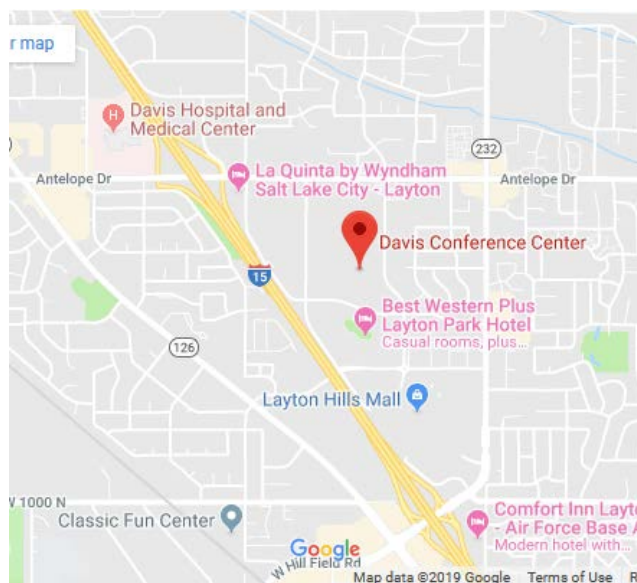 r map
Davis Hospital and
Medical Center
232
La Quinta by Wyndham
Salt Lake City - Layton
Antelope Dr
Antelope Dr
Davis Conference Center
15
Best Western Plus
Layton Park Hotel
Casual rooms, plus...
126
Layton Hills Mall
W 1000 N
Classic Fun Center
Comfort Inn Layto
- Air Force Base A
Modern hotel with...
Google
W Hill Field Rd
Map data ©2019 Google
Terms of Use
R
H